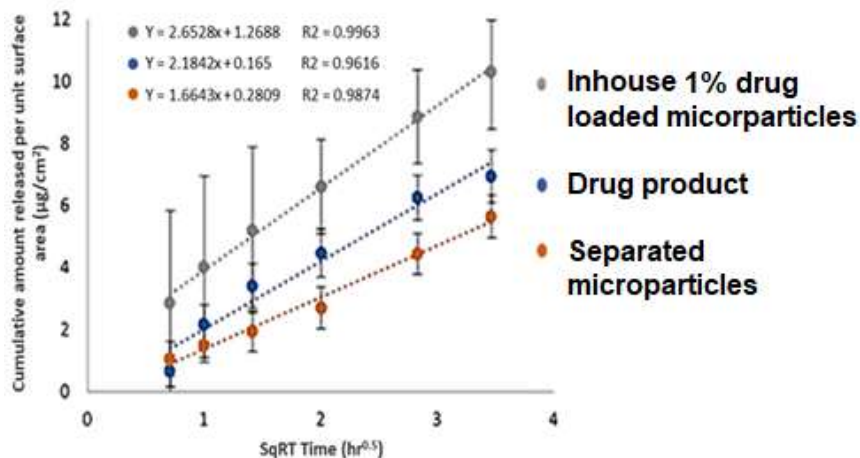 12
10
8
6
4
2
0
Cumulative amount released per unit surface
area (µg/cm²)
Y = 2.6528x + 1.2688 R2 = 0.9963
Y = 2.1842x + 0.165 R2 = 0.9616
Y = 1.6643x + 0.2809 R2 = 0.9874
0 1 2 3 4
SqRT Time (hr⁰·⁵)
Inhouse 1% drug
loaded micorparticles
Drug product
Separated
microparticles